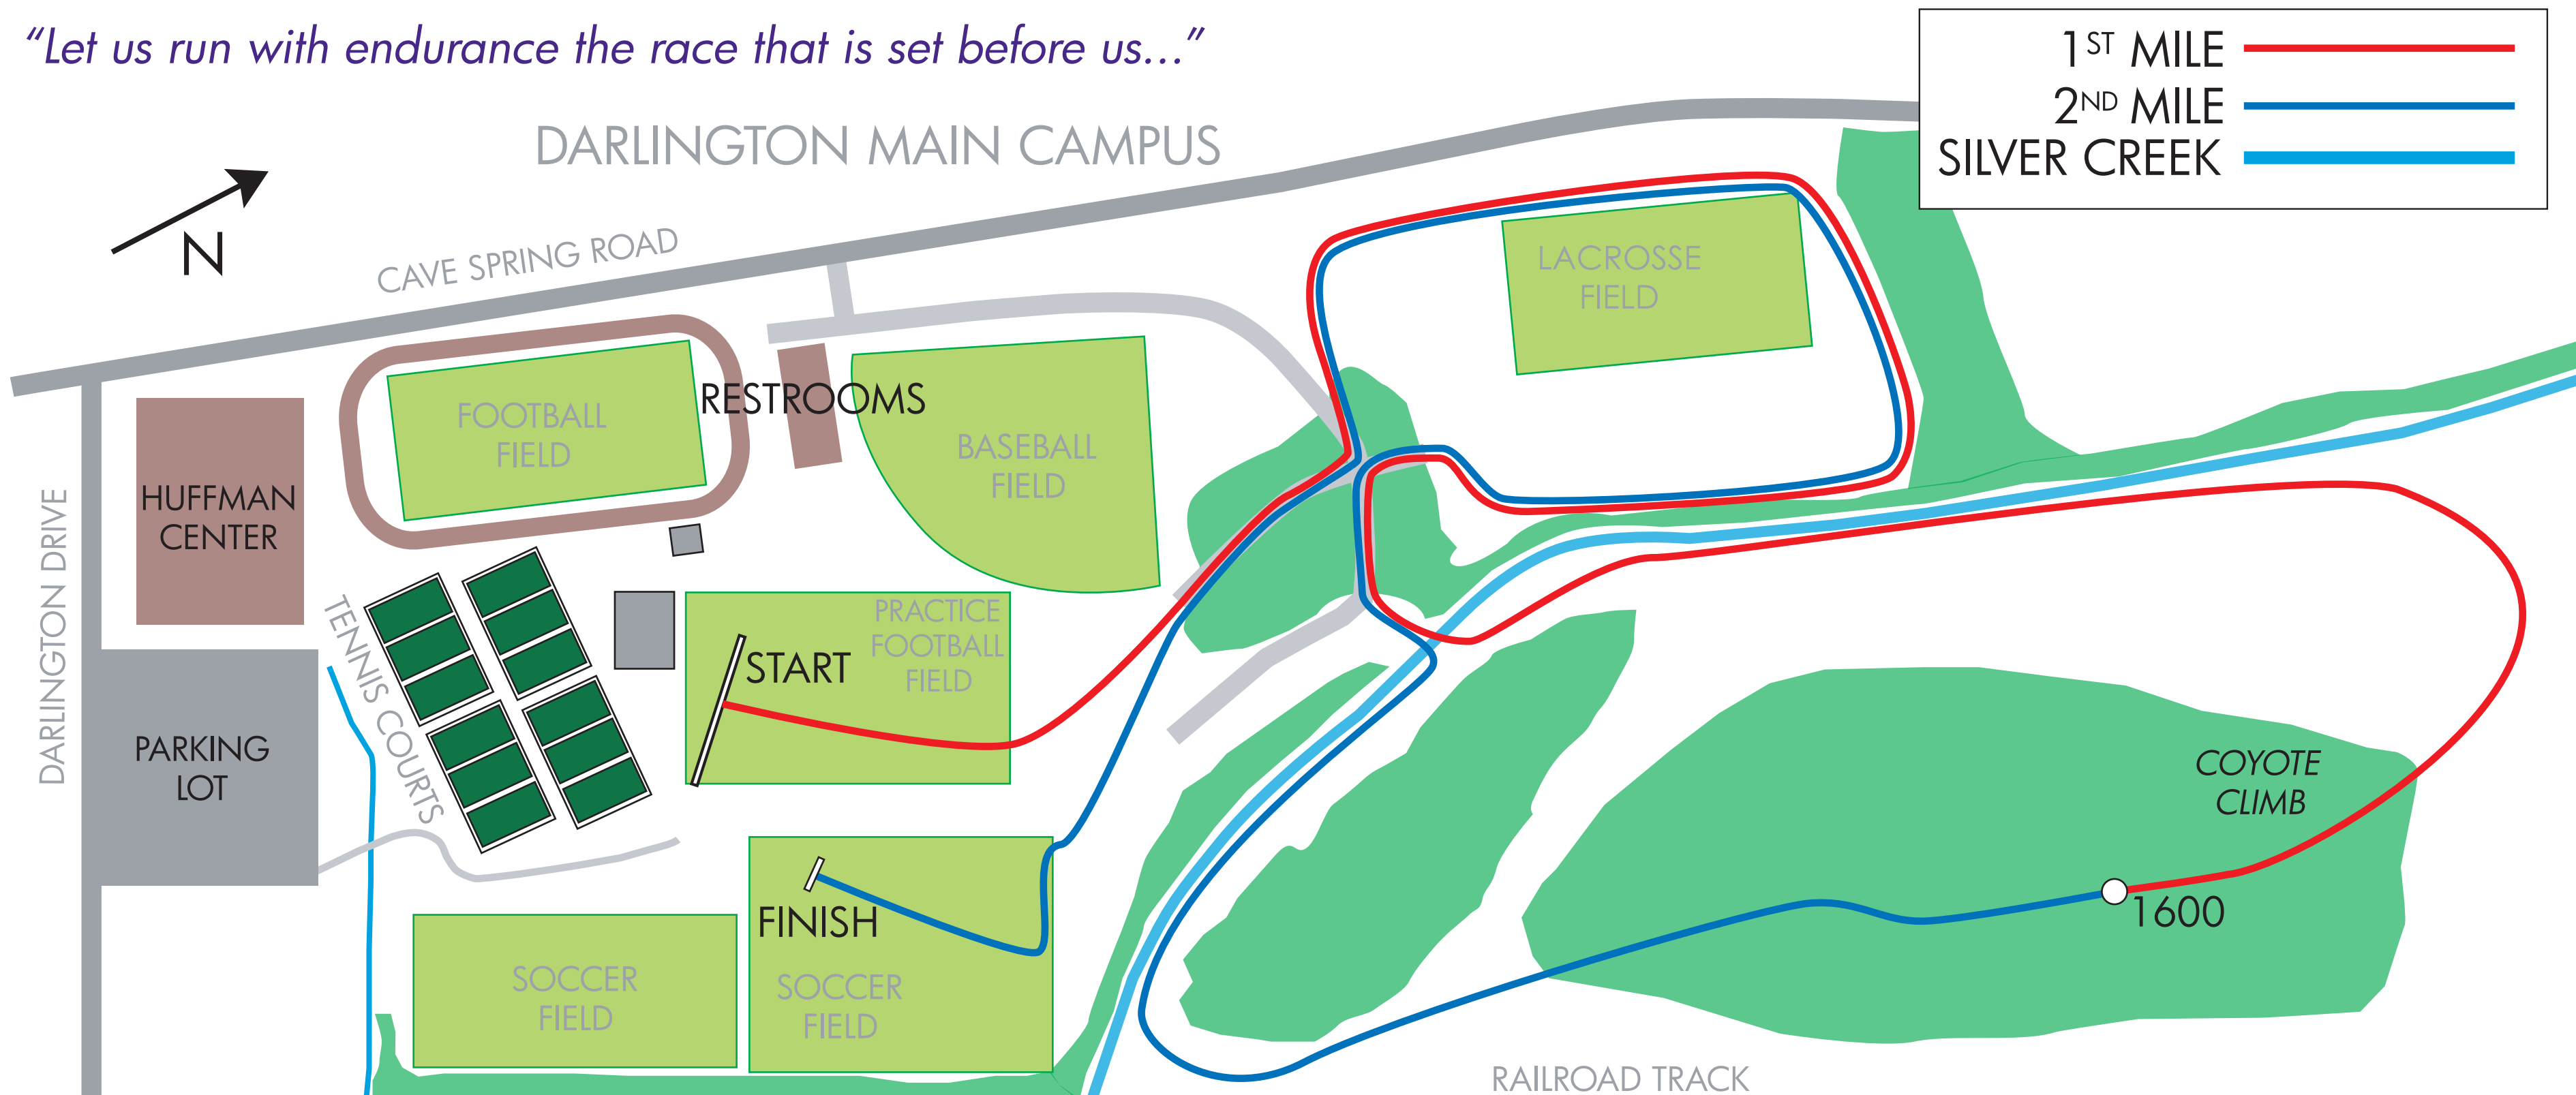 “Let us run with endurance the race that is set before us...”
1ST MILE
2ND MILE
SILVER CREEK
DARLINGTON MAIN CAMPUS
N
CAVE SPRING ROAD
LACROSSE
FIELD
RESTROOMS
FOOTBALL
FIELD
BASEBALL
FIELD
HUFFMAN
CENTER
DARLINGTON DRIVE
TENNIS COURTS
PRACTICE
FOOTBALL
FIELD
START
PARKING
LOT
COYOTE
CLIMB
1600
FINISH
SOCCER
FIELD
SOCCER
FIELD
RAILROAD TRACK